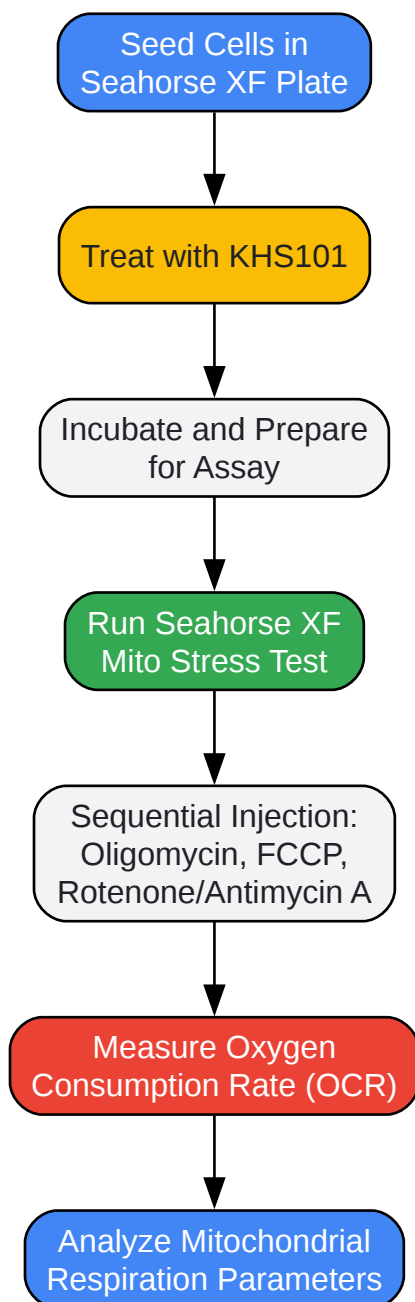 Seed Cells in
Seahorse XF Plate
Treat with KHS101
Incubate and Prepare
for Assay
Run Seahorse XF
Mito Stress Test
Sequential Injection:
Oligomycin, FCCP,
Rotenone/Antimycin A
Measure Oxygen
Consumption Rate (OCR)
Analyze Mitochondrial
Respiration Parameters